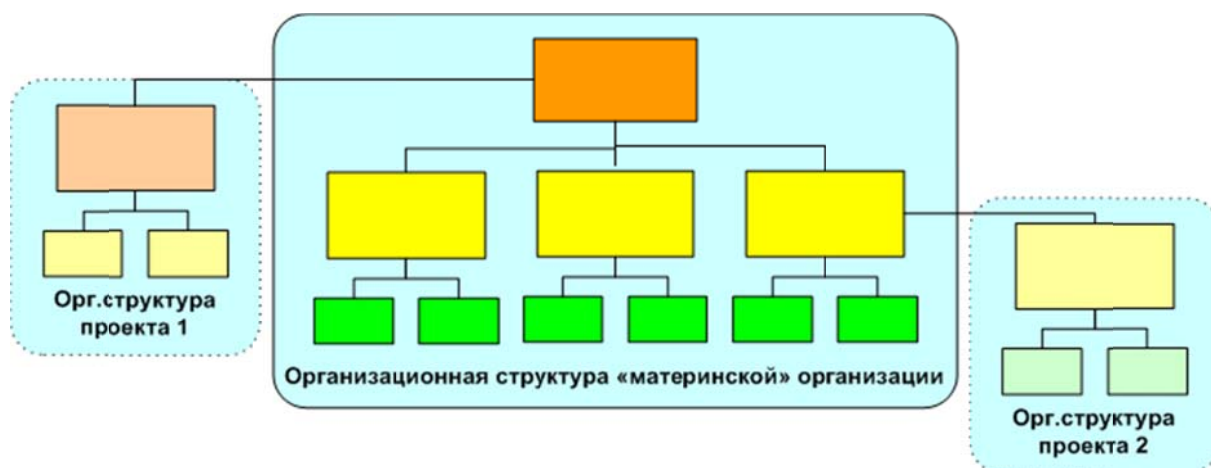 Орг.структура
проекта 1
Организационная структура «материнской» организации
Орг.структура
проекта 2